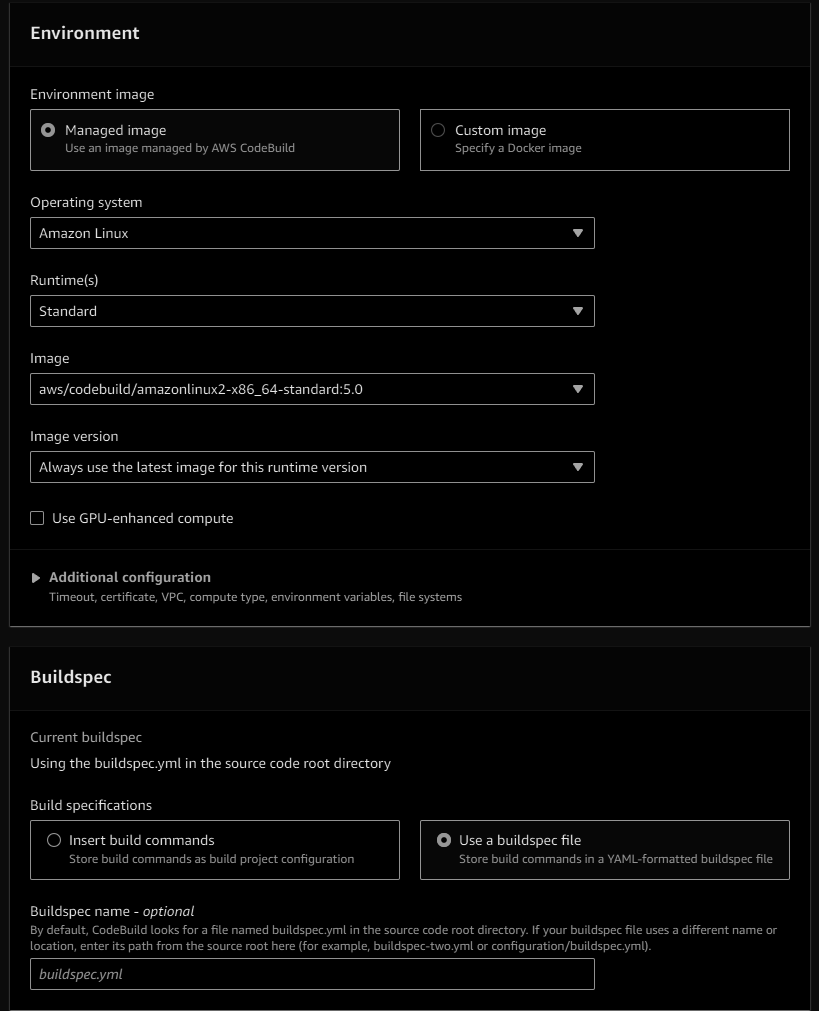 Environment
Environment image
Managed image
Use an image managed by AWS CodeBuild
Custom image
Specify a Docker image
Operating system
Amazon Linux
Runtime(s)
Standard
Image
aws/codebuild/amazonlinux2-x86_64-standard:5.0
Image version
Always use the latest image for this runtime version
Use GPU-enhanced compute
Additional configuration
Timeout, certificate, VPC, compute type, environment variables, file systems
Buildspec
Current buildspec
Using the buildspec.yml in the source code root directory
Build specifications
Insert build commands
Store build commands as build project configuration
Use a buildspec file
Store build commands in a YAML-formatted buildspec file
Buildspec name - optional
By default, CodeBuild looks for a file named buildspec.yml in the source code root directory. If your buildspec file uses a different name or
location, enter its path from the source root here (for example, buildspec-two.yml or configuration/buildspec.yml).
buildspec.yml